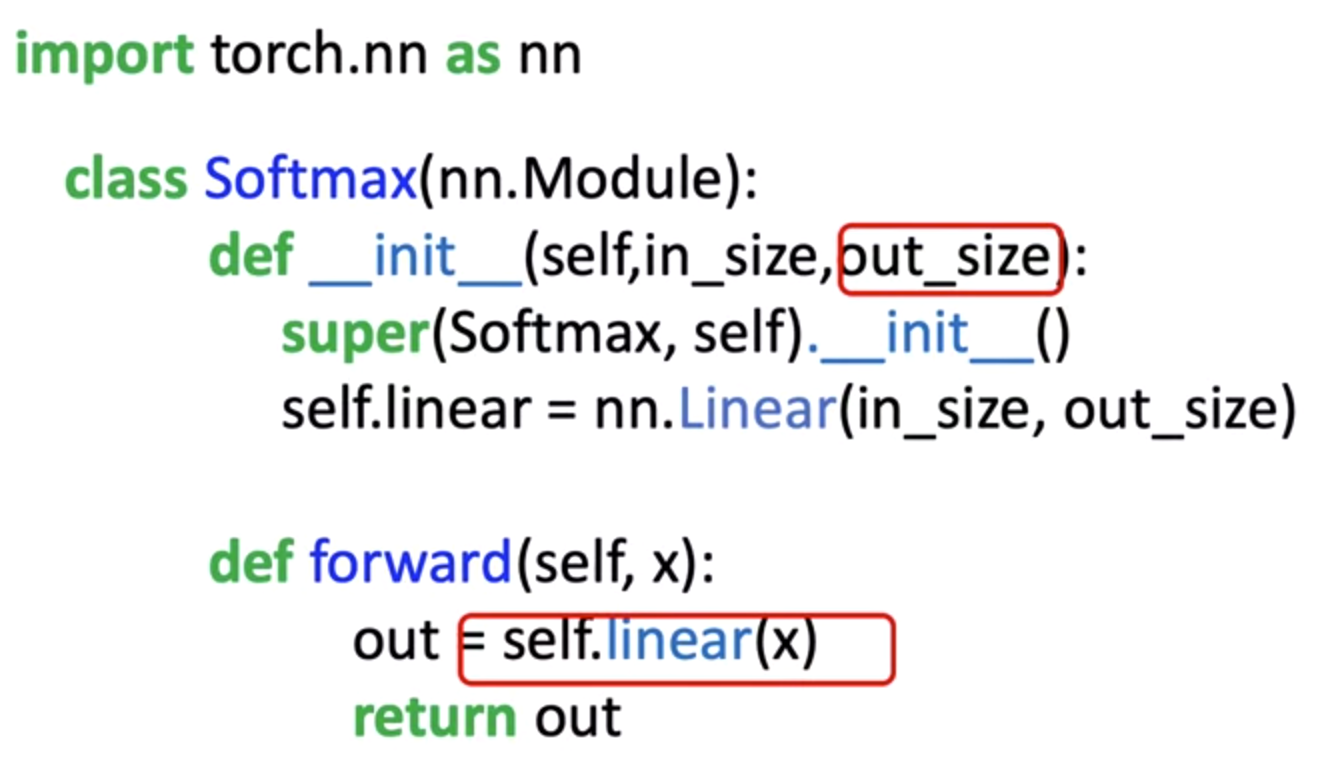 import torch.nn as nn
class Softmax(nn.Module):
def __init__(self,in_size,out_size):
super(Softmax, self).__init__()
self.linear = nn.Linear(in_size, out_size)
def forward(self, x):
out = self.linear(x)
return out